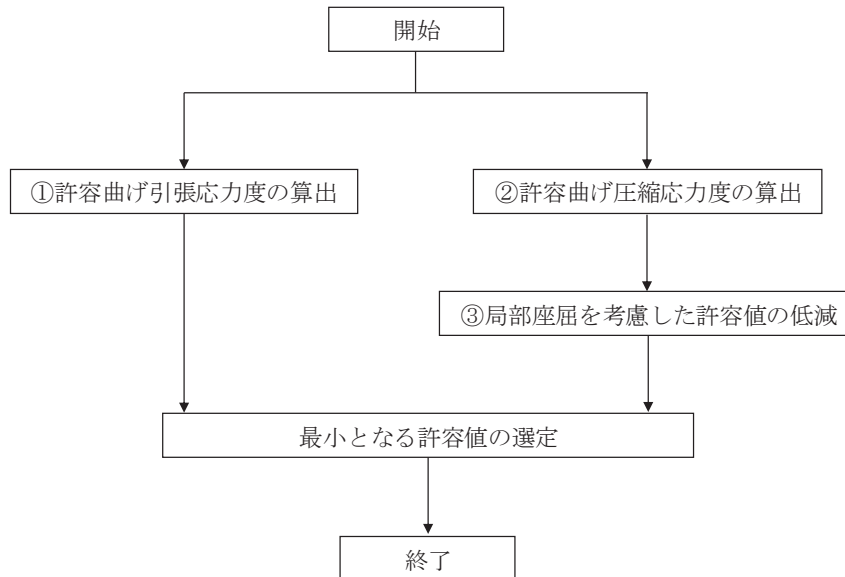 開始
①許容曲げ引張応力度の算出
②許容曲げ圧縮応力度の算出
③局部座屈を考慮した許容値の低減
最小となる許容値の選定
終了